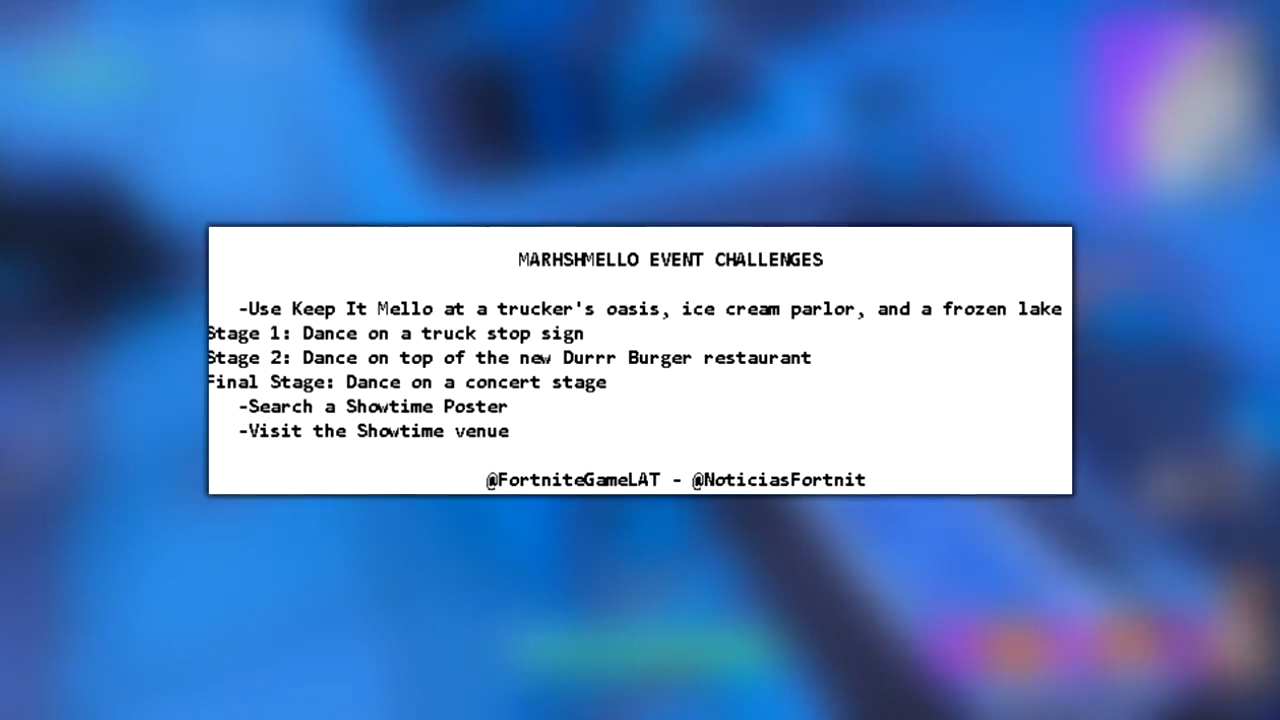 MARHSHMELLO EVENT CHALLENGES
-Use Keep It Mello at a trucker's oasis, ice cream parlor, and a frozen lake
Stage 1: Dance on a truck stop sign
Stage 2: Dance on top of the new Durrr Burger restaurant
Final Stage: Dance on a concert stage
-Search a Showtime Poster
-Visit the Showtime venue
@FortniteGameLAT - @NoticiasFortnit